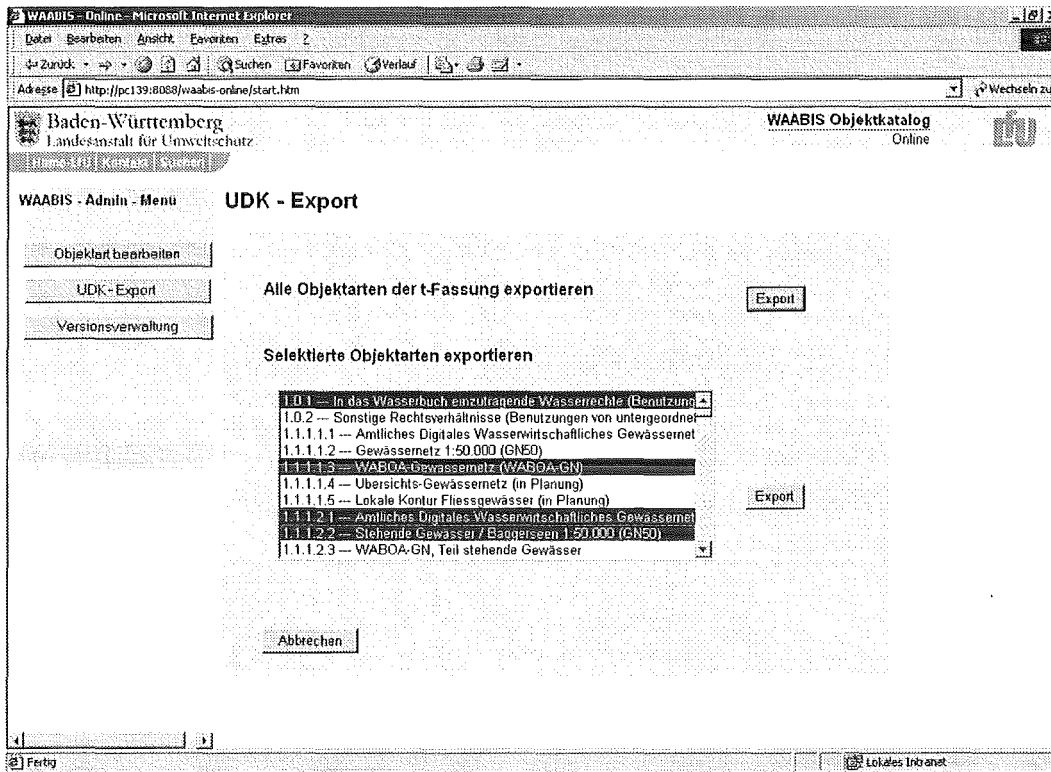 WAABIS - Online - Microsoft Internet Explorer
Datei Bearbeiten Ansicht Favoriten Extras ?
Zurück Suchen Favoriten Verlauf
Adresse http://pc139:8088/waabis-online/start.htm Wechseln zu
Baden-Württemberg
Landesanstalt für Umweltschutz
WAABIS Objektkatalog
Online
lfu
Home LfU | Kontakt | Suchen
WAABIS - Admin - Menü
UDK - Export
Objektart bearbeiten
UDK - Export
Versionsverwaltung
Alle Objektarten der t-Fassung exportieren
Export
Selektierte Objektarten exportieren
1.0.1 --- In das Wasserbuch einzutragende Wasserrechte (Benutzung
1.0.2 --- Sonstige Rechtsverhältnisse (Benutzungen von untergeordner
1.1.1.1.1 --- Amtliches Digitales Wasserwirtschaftliches Gewässernet
1.1.1.1.2 --- Gewässernetz 1:50.000 (GN50)
1.1.1.1.3 --- WABOA-Gewässernetz (WABOA-GN)
1.1.1.1.4 --- Übersichts-Gewässernetz (in Planung)
1.1.1.1.5 --- Lokale Kontur Fliessgewässer (in Planung)
1.1.1.2.1 --- Amtliches Digitales Wasserwirtschaftliches Gewässernet
1.1.1.2.2 --- Stehende Gewässer / Baggerseen 1:50.000 (GN50)
1.1.1.2.3 --- WABOA-GN, Teil stehende Gewässer
Export
Abbrechen
Fertig
Lokales Intranet